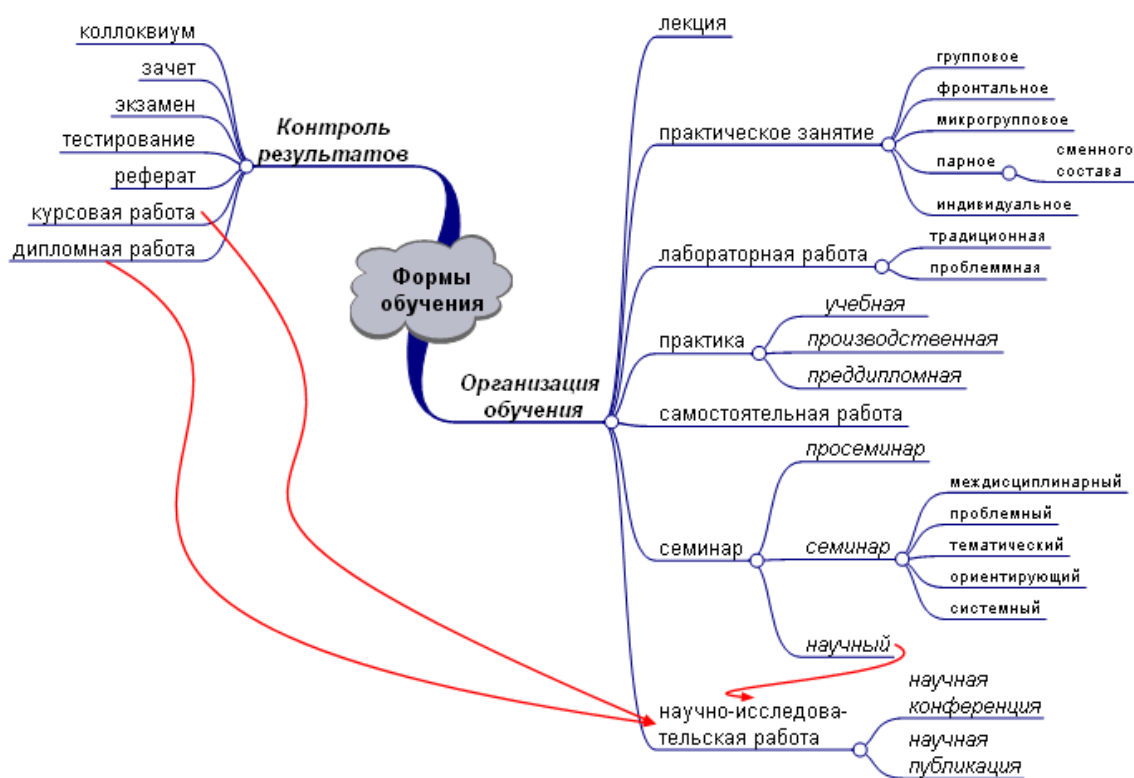 коллоквиум
зачет
экзамен
тестирование
реферат
курсовая работа
дипломная работа
Контроль
результатов
Формы
обучения
Организация
обучения
лекция
практическое занятие
групповое
фронтальное
микрогрупповое
парное
сменного
состава
индивидуальное
лабораторная работа
традиционная
проблеммная
практика
учебная
производственная
преддипломная
самостоятельная работа
семинар
просеминар
семинар
междисциплинарный
проблемный
тематический
ориентирующий
системный
научный
научно-исследова-
тельская работа
научная
конференция
научная
публикация